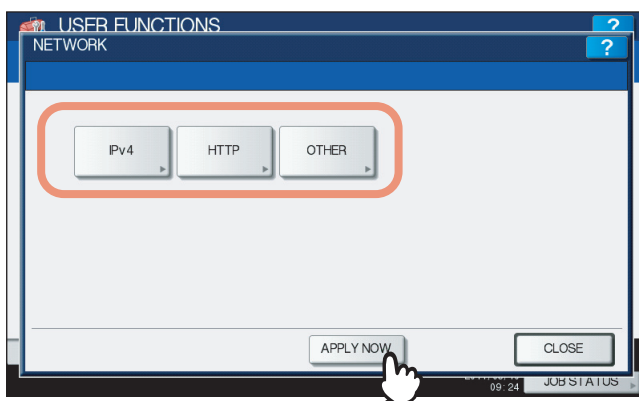 USER FUNCTIONS
?
NETWORK
?
IPv4
HTTP
OTHER
APPLY NOW
CLOSE
09:24
JOB STATUS